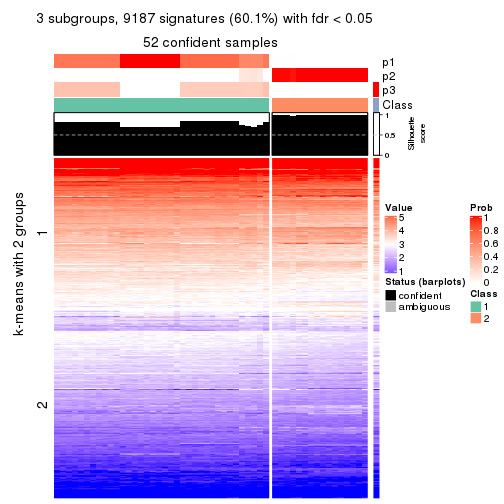 3 subgroups, 9187 signatures (60.1%) with fdr < 0.05
52 confident samples
p1
p2
p3
Class
1
0.5
0
Silhouette
score
k-means with 2 groups
1
2
Value
5
4
3
2
1
Status (barplots)
confident
ambiguous
Prob
1
0.8
0.6
0.4
0.2
0
Class
1
2